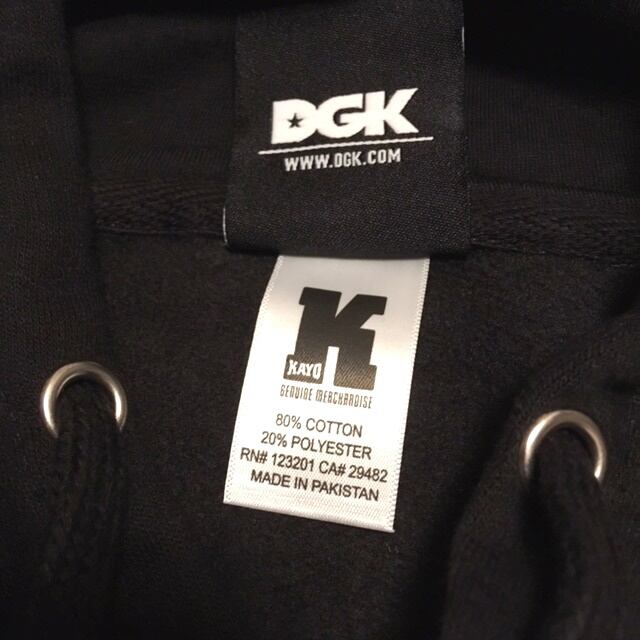 DGK
WWW.DGK.COM
K
KAYO
GENUINE MERCHANDISE
80% COTTON
20% POLYESTER
RN# 123201 CA# 29482
MADE IN PAKISTAN